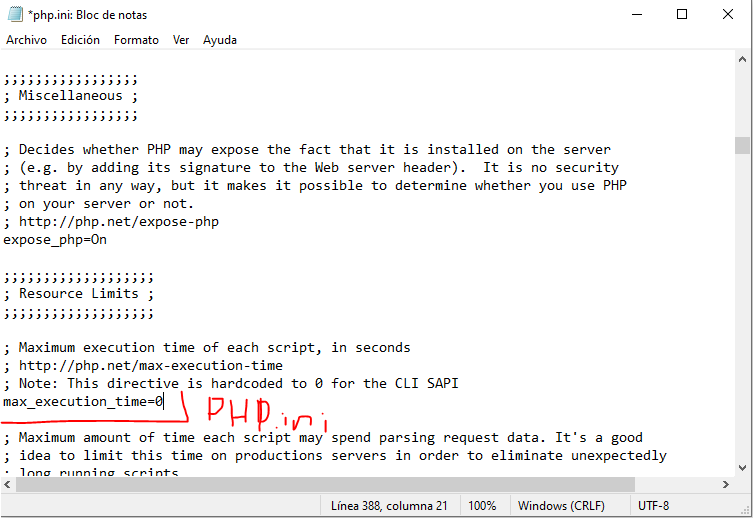 *php.ini: Bloc de notas
Archivo Edición Formato Ver Ayuda
;;;;;;;;;;;;;;;;;
; Miscellaneous ;
;;;;;;;;;;;;;;;;;
; Decides whether PHP may expose the fact that it is installed on the server
; (e.g. by adding its signature to the Web server header).  It is no security
; threat in any way, but it makes it possible to determine whether you use PHP
; on your server or not.
; http://php.net/expose-php
expose_php=On
;;;;;;;;;;;;;;;;;;;
; Resource Limits ;
;;;;;;;;;;;;;;;;;;;
; Maximum execution time of each script, in seconds
; http://php.net/max-execution-time
; Note: This directive is hardcoded to 0 for the CLI SAPI
max_execution_time=0
PHP.ini
; Maximum amount of time each script may spend parsing request data. It's a good
; idea to limit this time on productions servers in order to eliminate unexpectedly
; long running scripts
Línea 388, columna 21 100% Windows (CRLF) UTF-8